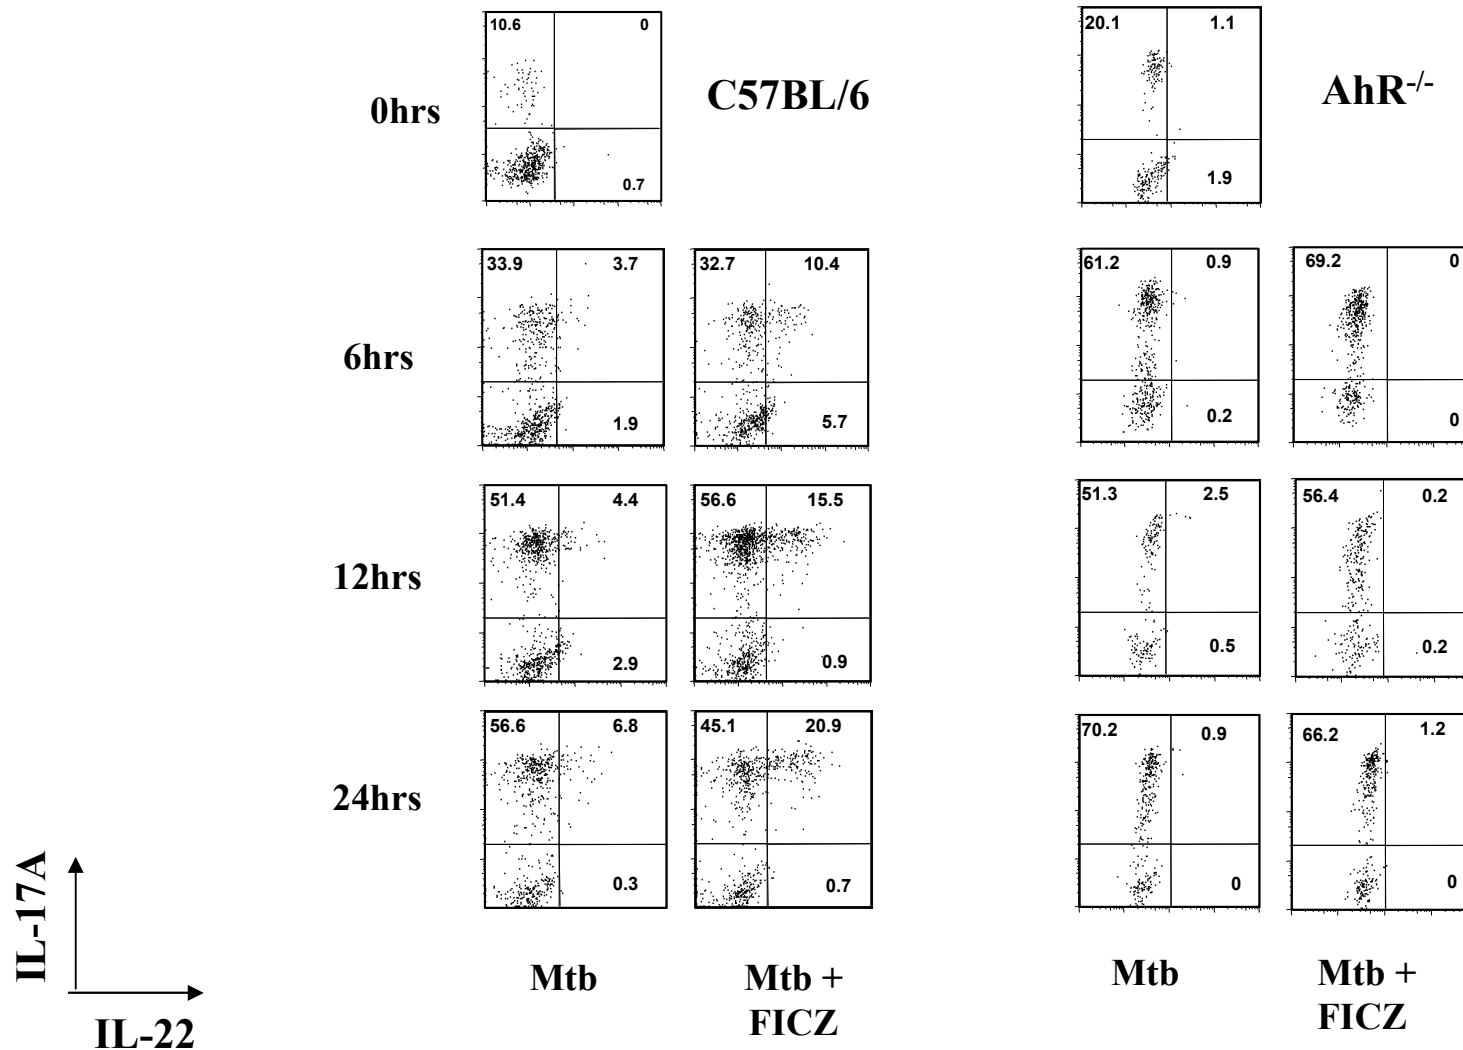 10.6 0
0.7
0hrs
C57BL/6
20.1 1.1
1.9
AhR-/-
6hrs
33.9 3.7
1.9
32.7 10.4
5.7
61.2 0.9
0.2
69.2 0
0
12hrs
51.4 4.4
2.9
56.6 15.5
0.9
51.3 2.5
0.5
56.4 0.2
0.2
24hrs
56.6 6.8
0.3
45.1 20.9
0.7
70.2 0.9
0
66.2 1.2
0
IL-17A
IL-22
Mtb
Mtb +
FICZ
Mtb
Mtb +
FICZ